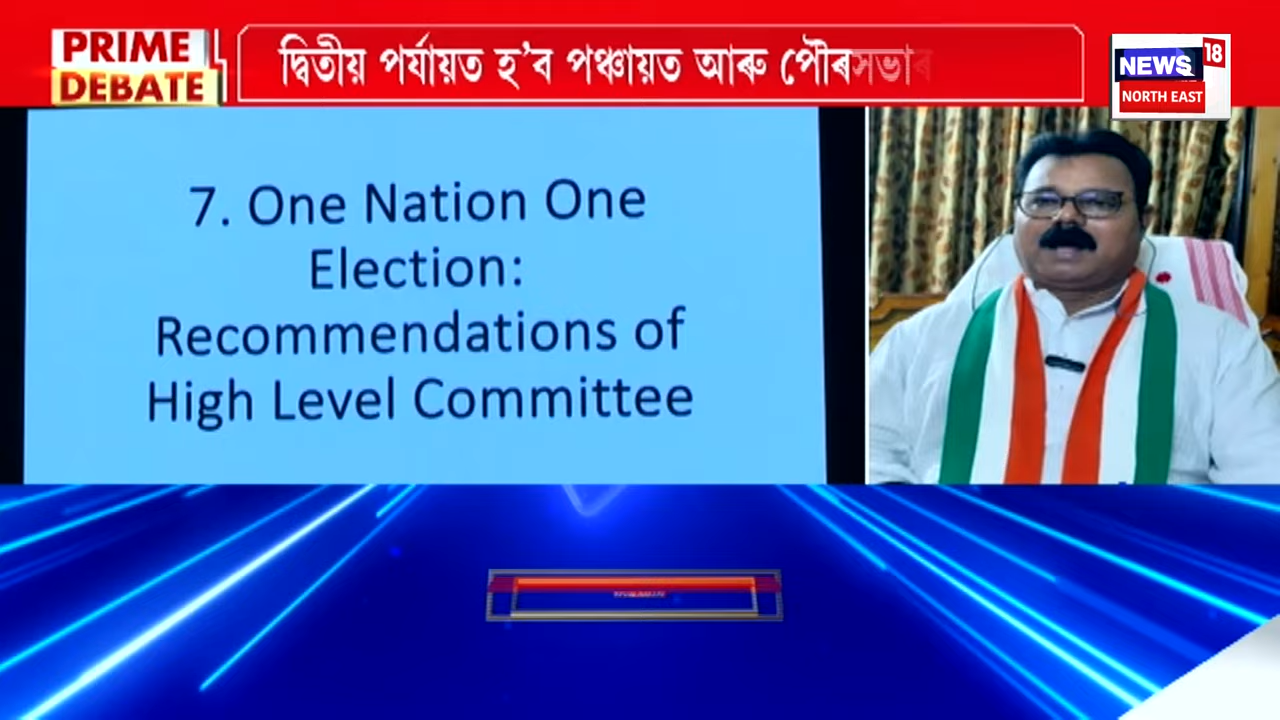 PRIME
DEBATE
দ্বিতীয় পৰ্যায়ত হ'ব পঞ্চায়ত আৰু পৌৰসভাৰ
NEWS 18
NORTH EAST
7. One Nation One
Election:
Recommendations of
High Level Committee